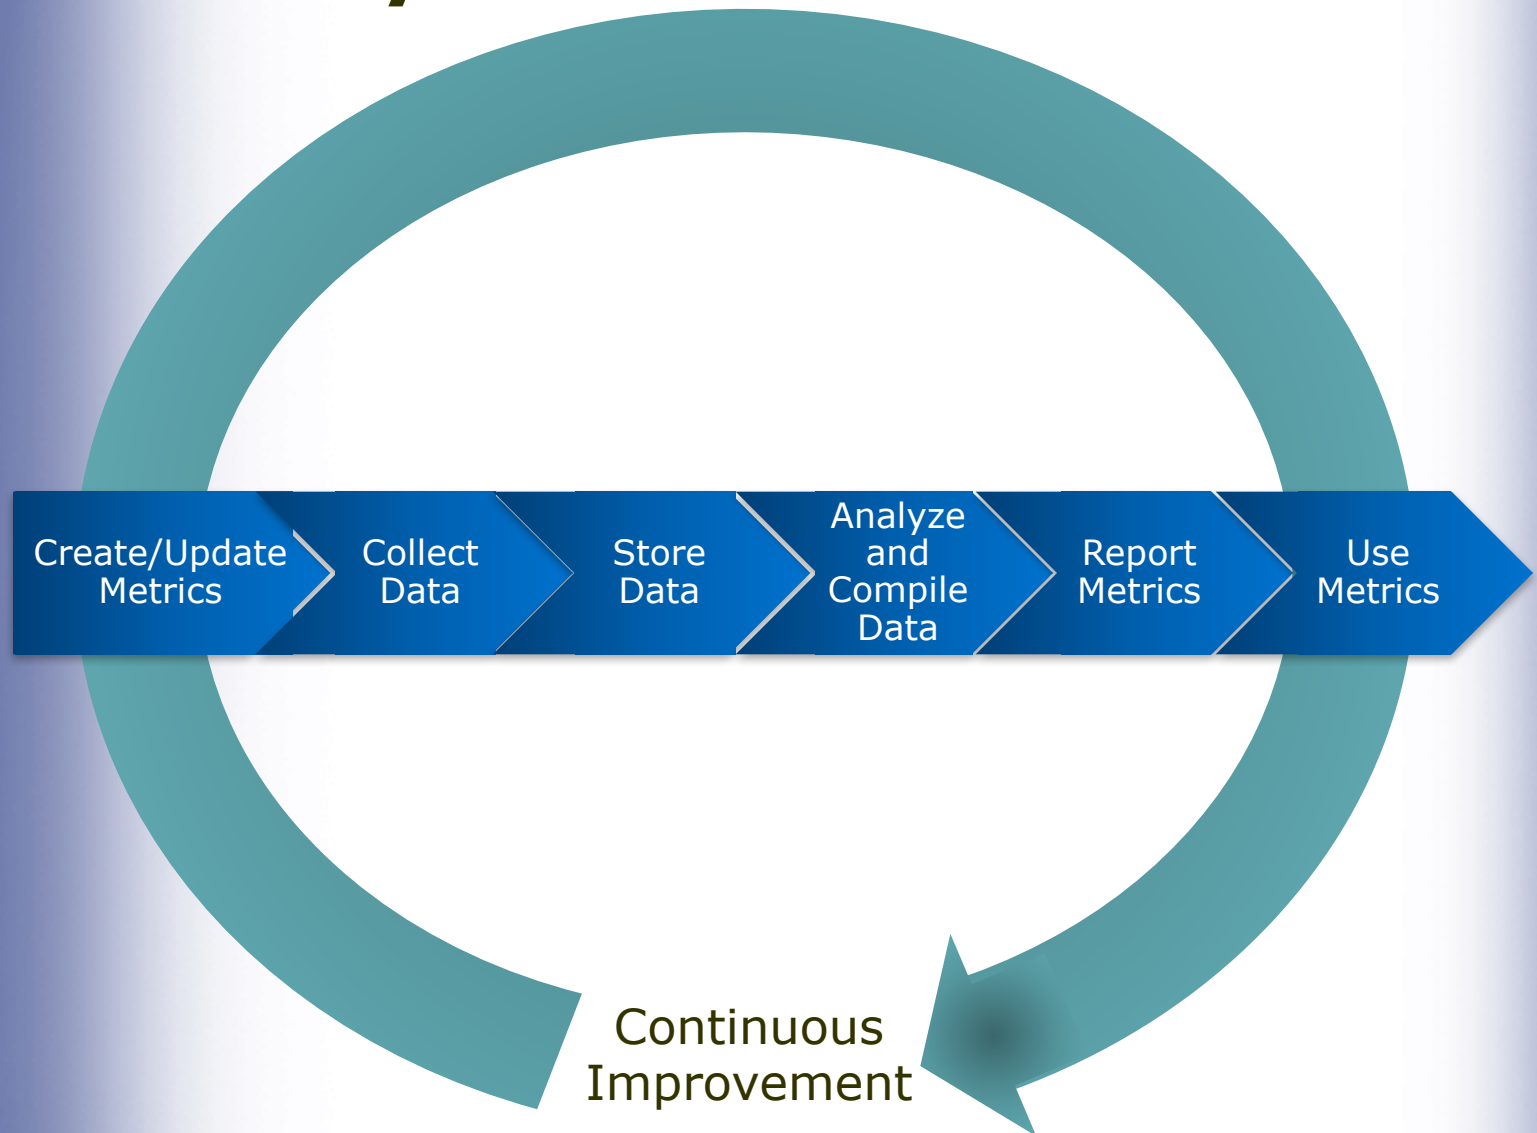 Create/Update
Metrics
Collect
Data
Store
Data
Analyze
and
Compile
Data
Report
Metrics
Use
Metrics
Continuous
Improvement